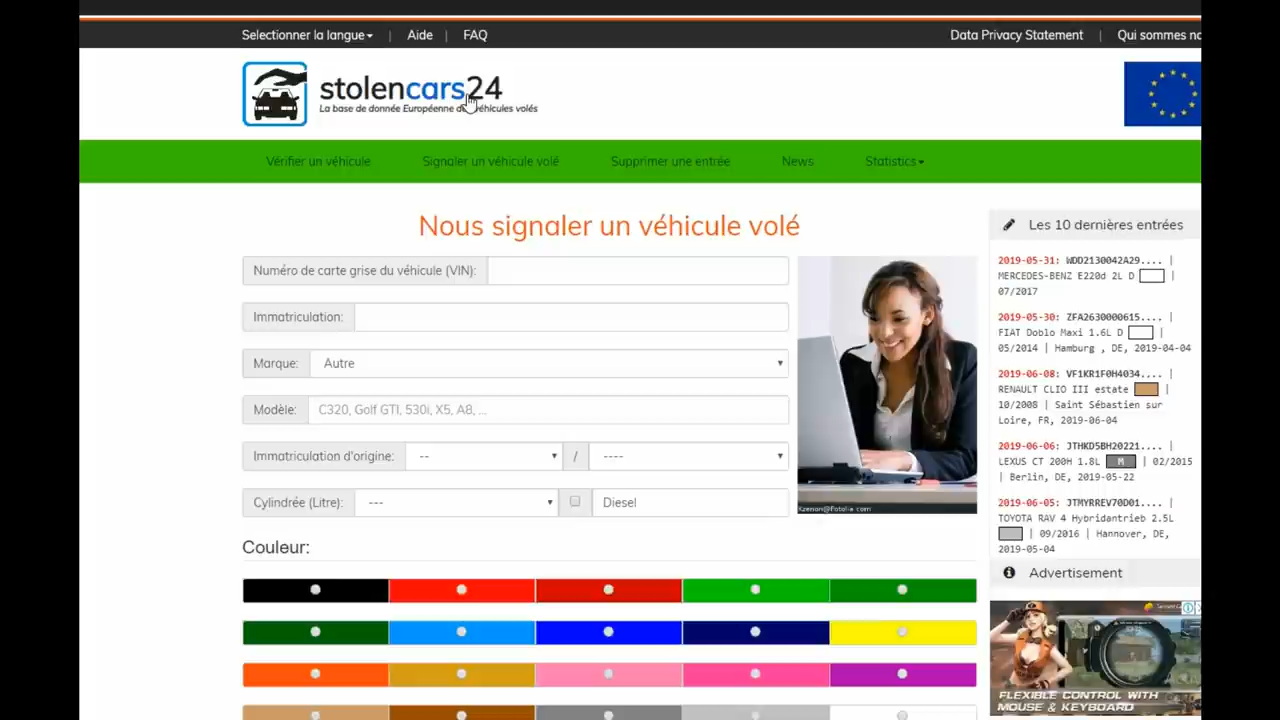 Selectionner la langue | Aide | FAQ
Data Privacy Statement | Qui sommes no
stolencars24
La base de donnée Européenne de véhicules volés
Vérifier un véhicule
Signaler un véhicule volé
Supprimer une entrée
News
Statistics
Nous signaler un véhicule volé
Numéro de carte grise du véhicule (VIN):
Immatriculation:
Marque: Autre
Modèle: C320, Golf GTI, 530i, X5, A8, ...
Immatriculation d'origine: -- / ----
Cylindrée (Litre): --- Diesel
Kzenon@Fotolia.com
Couleur:
Les 10 dernières entrées
2019-05-31: WDD2130042A29.... |
MERCEDES-BENZ E220d 2L D |
07/2017
2019-05-30: ZFA2630000615.... |
FIAT Doblo Maxi 1.6L D |
05/2014 | Hamburg , DE, 2019-04-04
2019-06-08: VF1KR1F0H4034.... |
RENAULT CLIO III estate |
10/2008 | Saint Sébastien sur
Loire, FR, 2019-06-04
2019-06-06: JTHKD5BH20221.... |
LEXUS CT 200H 1.8L M | 02/2015
| Berlin, DE, 2019-05-22
2019-06-05: JTMYRREV70D01.... |
TOYOTA RAV 4 Hybridantrieb 2.5L
| 09/2016 | Hannover, DE,
2019-05-04
Advertisement
FLEXIBLE CONTROL WITH
MOUSE & KEYBOARD